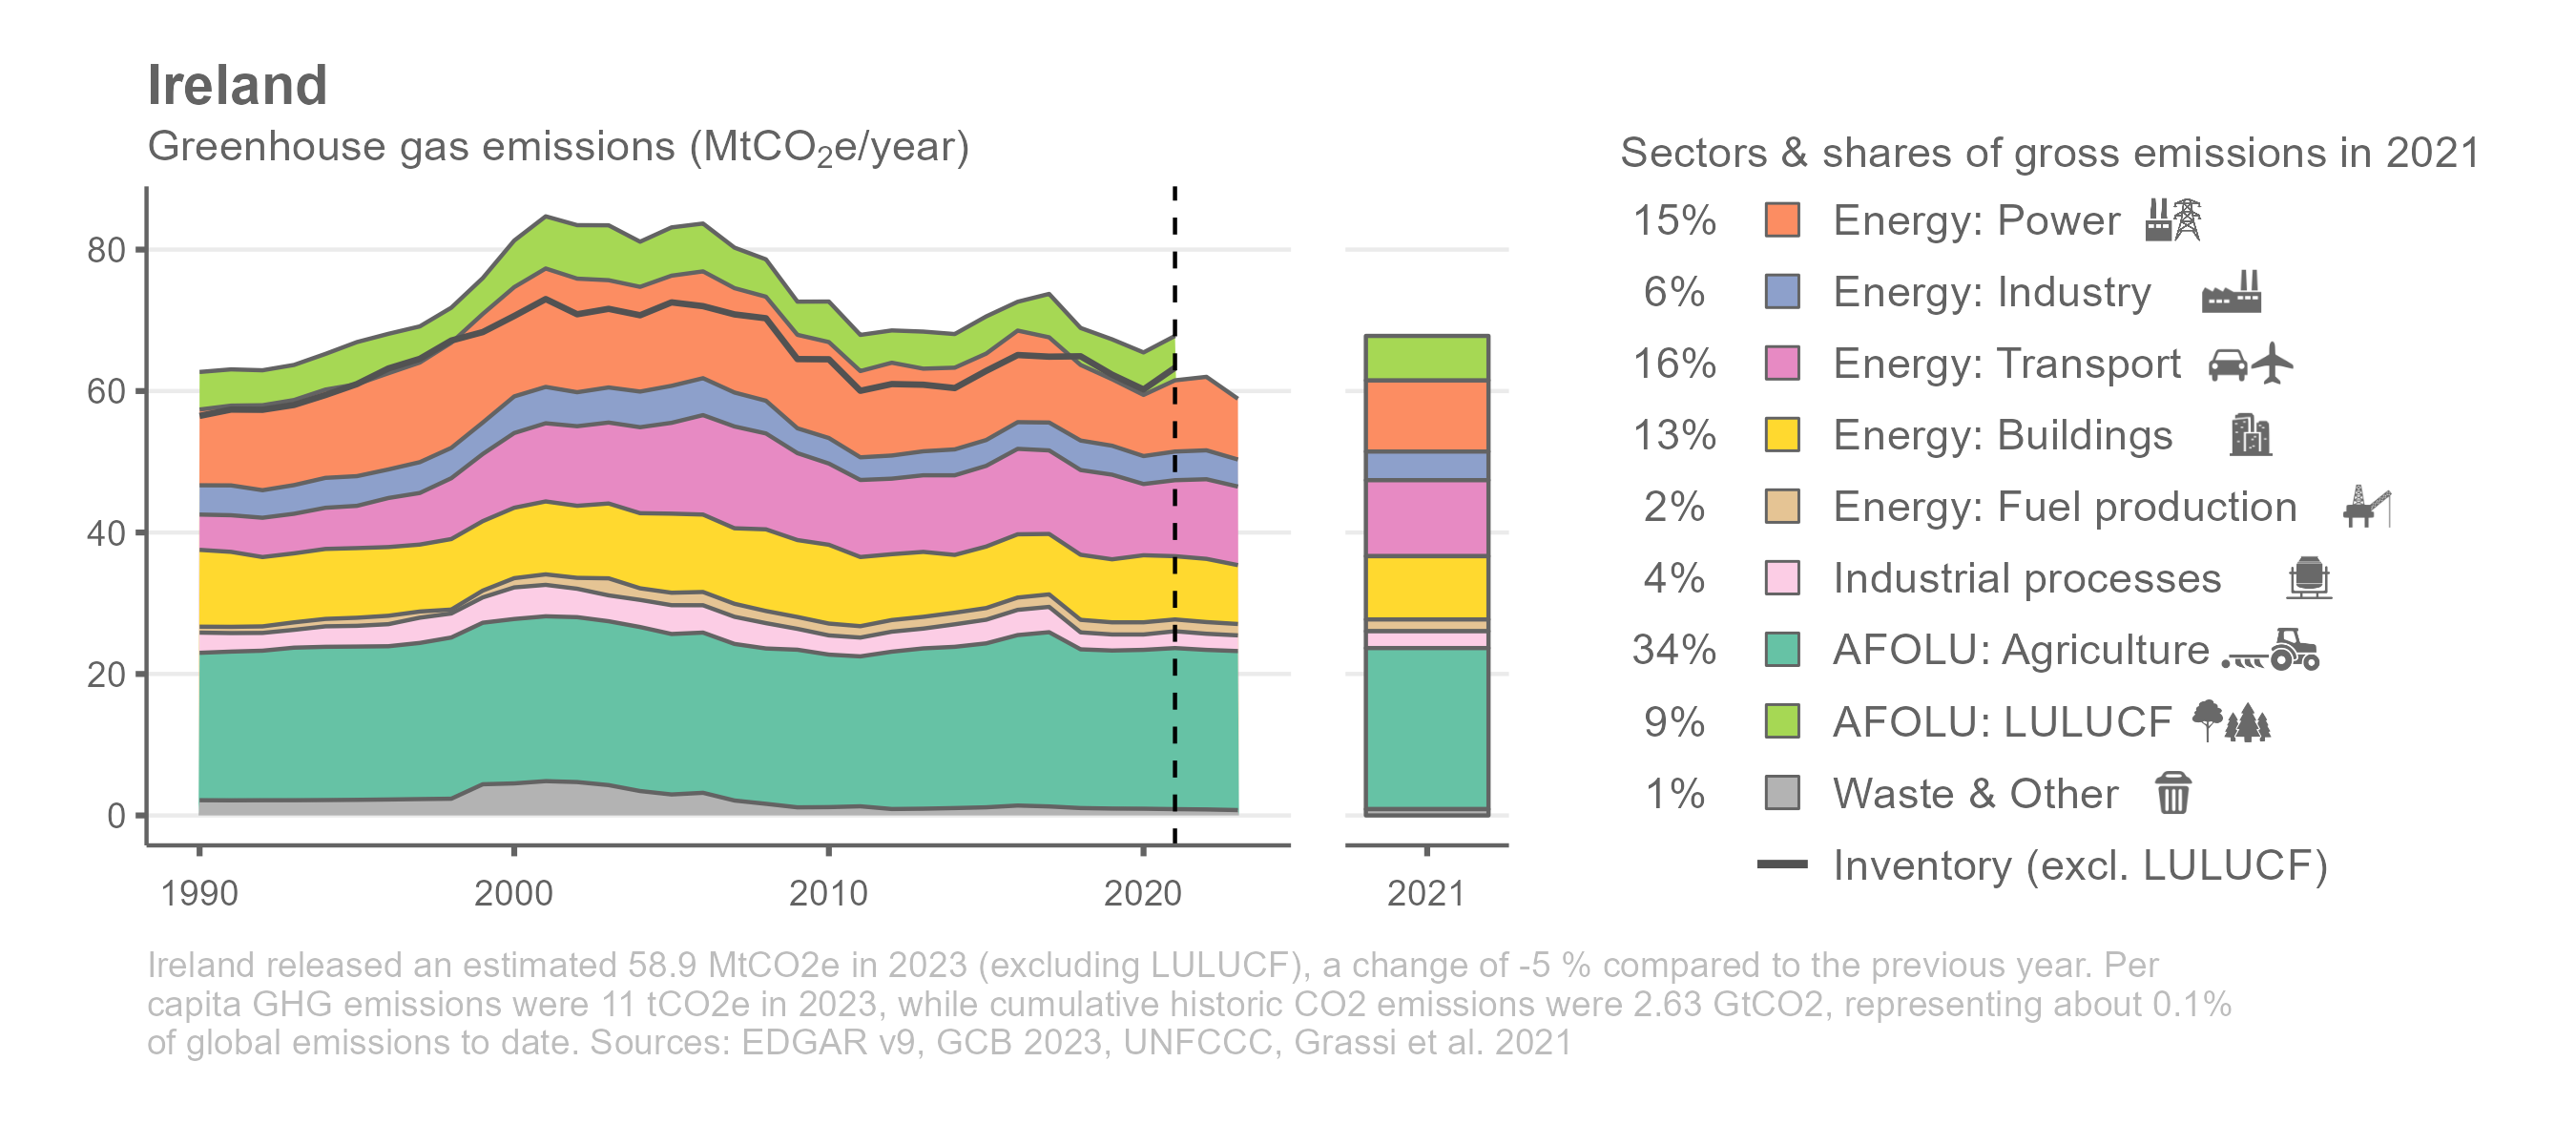 Ireland
Greenhouse gas emissions (MtCO₂e/year)
80
60
40
20
0
1990
2000
2010
2020
2021
Sectors & shares of gross emissions in 2021
15% Energy: Power
6% Energy: Industry
16% Energy: Transport
13% Energy: Buildings
2% Energy: Fuel production
4% Industrial processes
34% AFOLU: Agriculture
9% AFOLU: LULUCF
1% Waste & Other
Inventory (excl. LULUCF)
Ireland released an estimated 58.9 MtCO2e in 2023 (excluding LULUCF), a change of -5 % compared to the previous year. Per
capita GHG emissions were 11 tCO2e in 2023, while cumulative historic CO2 emissions were 2.63 GtCO2, representing about 0.1%
of global emissions to date. Sources: EDGAR v9, GCB 2023, UNFCCC, Grassi et al. 2021